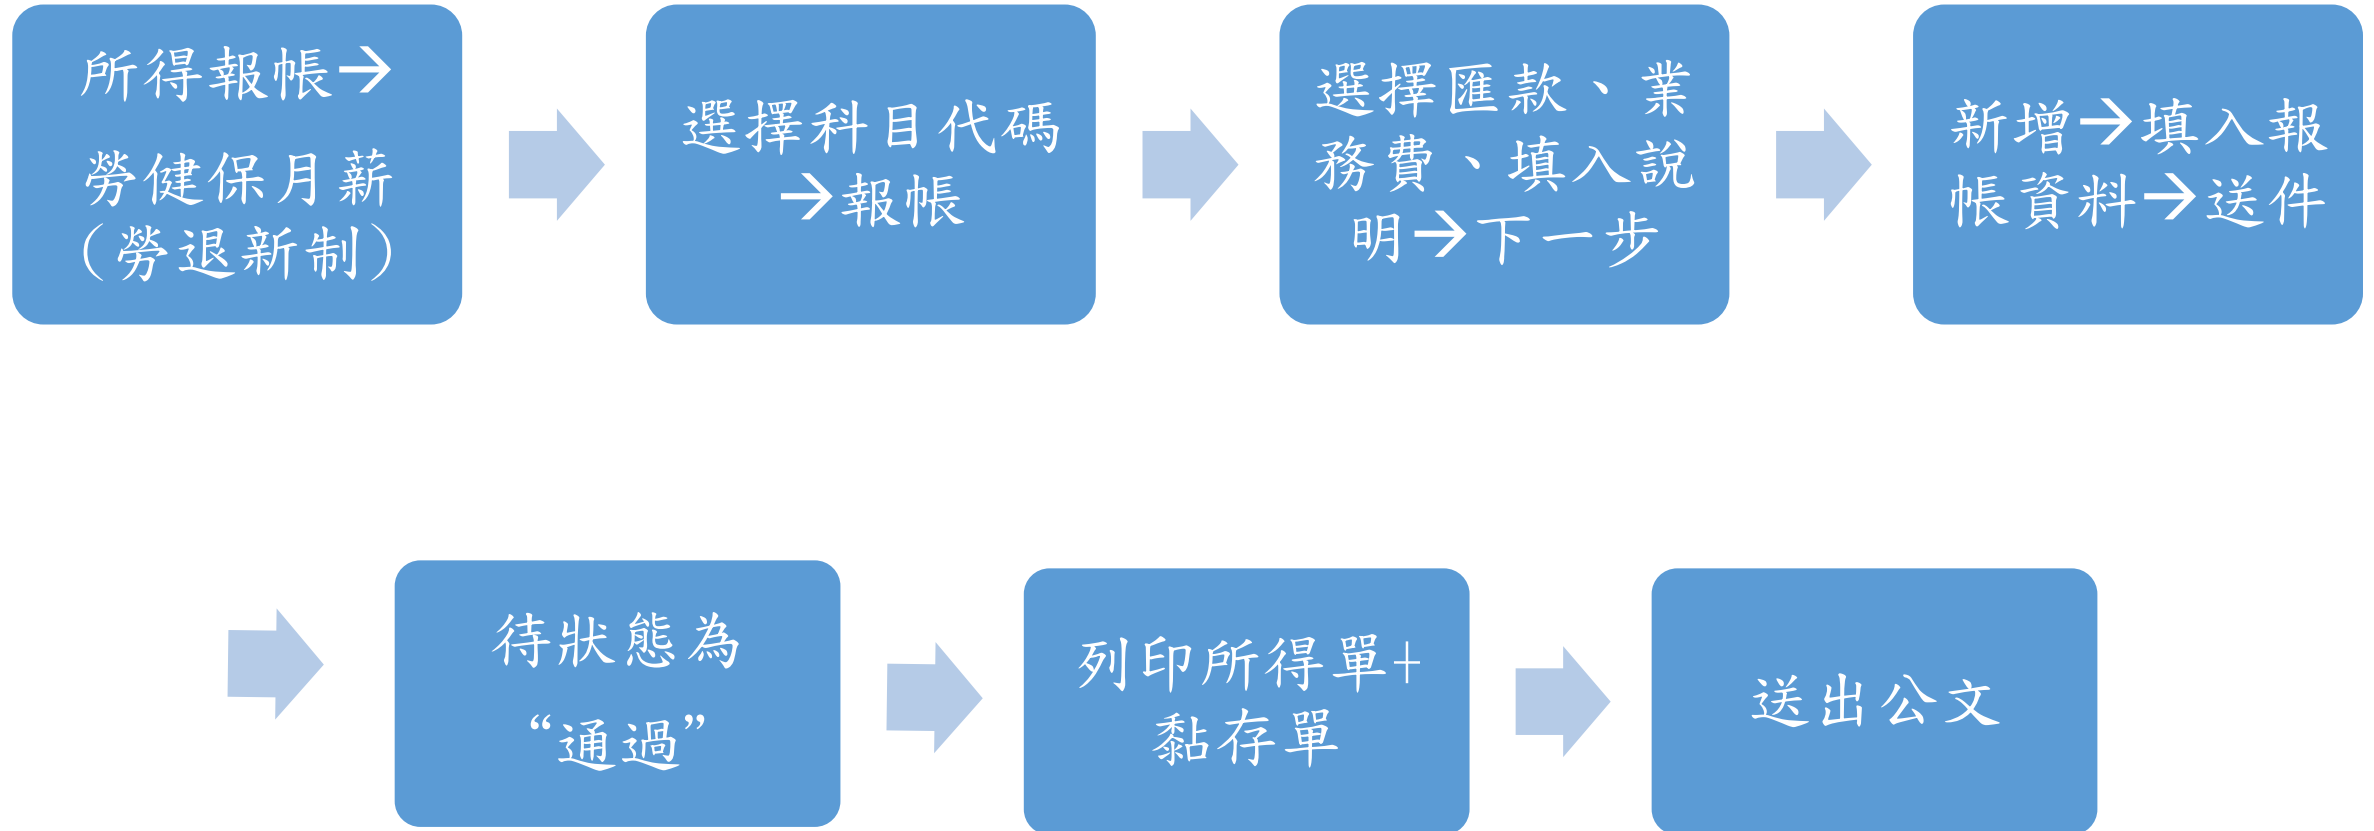 所得報帳→
勞健保月薪
(勞退新制)
選擇科目代碼
→報帳
選擇匯款、業
務費、填入說
明→下一步
新增→填入報
帳資料→送件
待狀態為
“通過”
列印所得單+
黏存單
送出公文